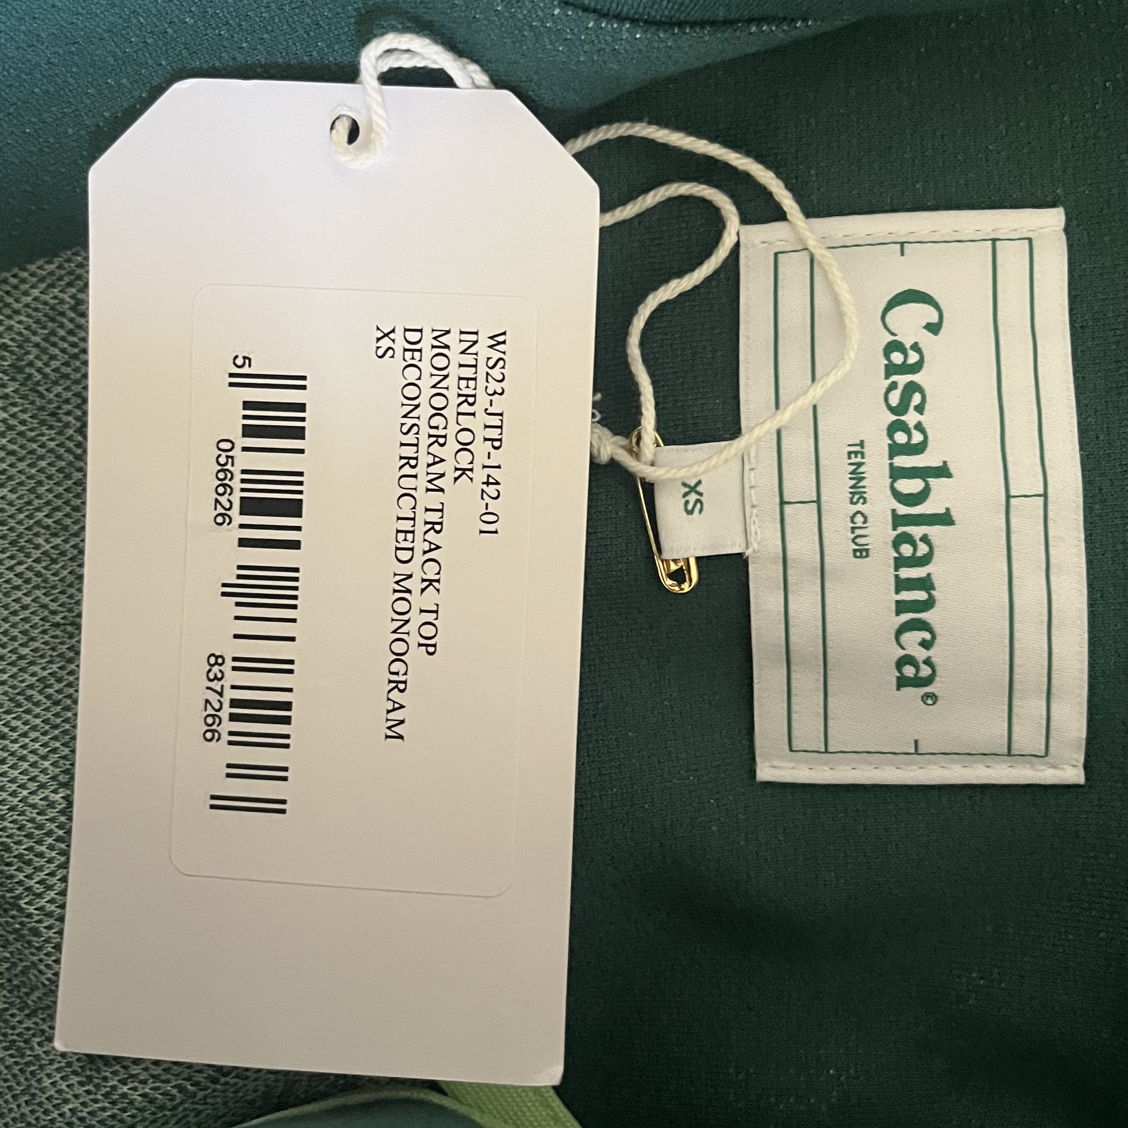 WS23-JTP-142-01
INTERLOCK
MONOGRAM TRACK TOP
DECONSTRUCTED MONOGRAM
XS
5 056626 837266
XS
Casablanca®
TENNIS CLUB